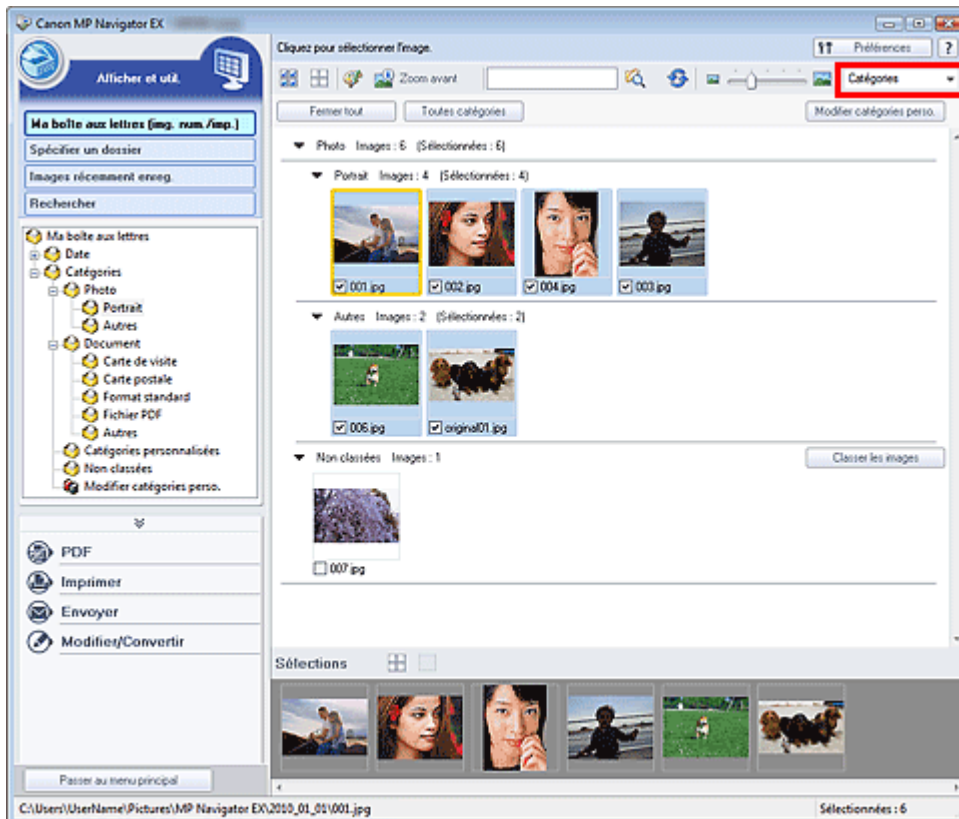 Canon MP Navigator EX
Cliquez pour sélectionner l'image.
Préférences
?
Afficher et util.
Zoom avant
Catégories
Fermer tout
Toutes catégories
Modifier catégories perso.
Ma boîte aux lettres (img. num./imp.)
Spécifier un dossier
Images récemment enreg.
Rechercher
Ma boîte aux lettres
Date
Catégories
Photo
Portrait
Autres
Document
Carte de visite
Carte postale
Format standard
Fichier PDF
Autres
Catégories personnalisées
Non classées
Modifier catégories perso.
PDF
Imprimer
Envoyer
Modifier/Convertir
Passer au menu principal
Photo Images : 6 (Sélectionnées : 6)
Portrait Images : 4 (Sélectionnées : 4)
001.jpg
002.jpg
004.jpg
003.jpg
Autres Images : 2 (Sélectionnées : 2)
006.jpg
original01.jpg
Non classées Images : 1
Classer les images
007.jpg
Sélections
C:\Users\UserName\Pictures\MP Navigator EX\2010_01_01\001.jpg
Sélectionnées : 6